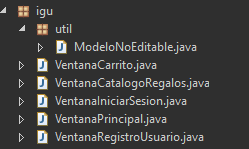 igu
util
ModeloNoEditable.java
VentanaCarrito.java
VentanaCatalogoRegalos.java
VentanaIniciarSesion.java
VentanaPrincipal.java
VentanaRegistroUsuario.java